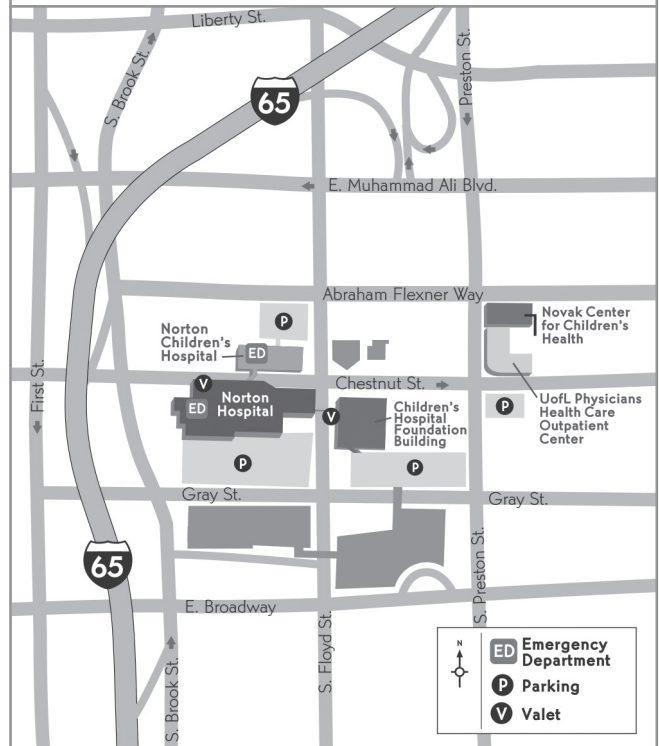 Liberty St.
S. Brook St.
Preston St.
65
E. Muhammad Ali Blvd.
Abraham Flexner Way
Norton
Children's
Hospital
P
ED
Novak Center
for Children's
Health
First St.
V
Chestnut St.
Norton
Hospital
ED
V
Children's
Hospital
Foundation
Building
P
UofL Physicians
Health Care
Outpatient
Center
P
P
Gray St.
Gray St.
65
E. Broadway
S. Brook St.
S. Floyd St.
S. Preston St.
N
ED Emergency
Department
P Parking
V Valet